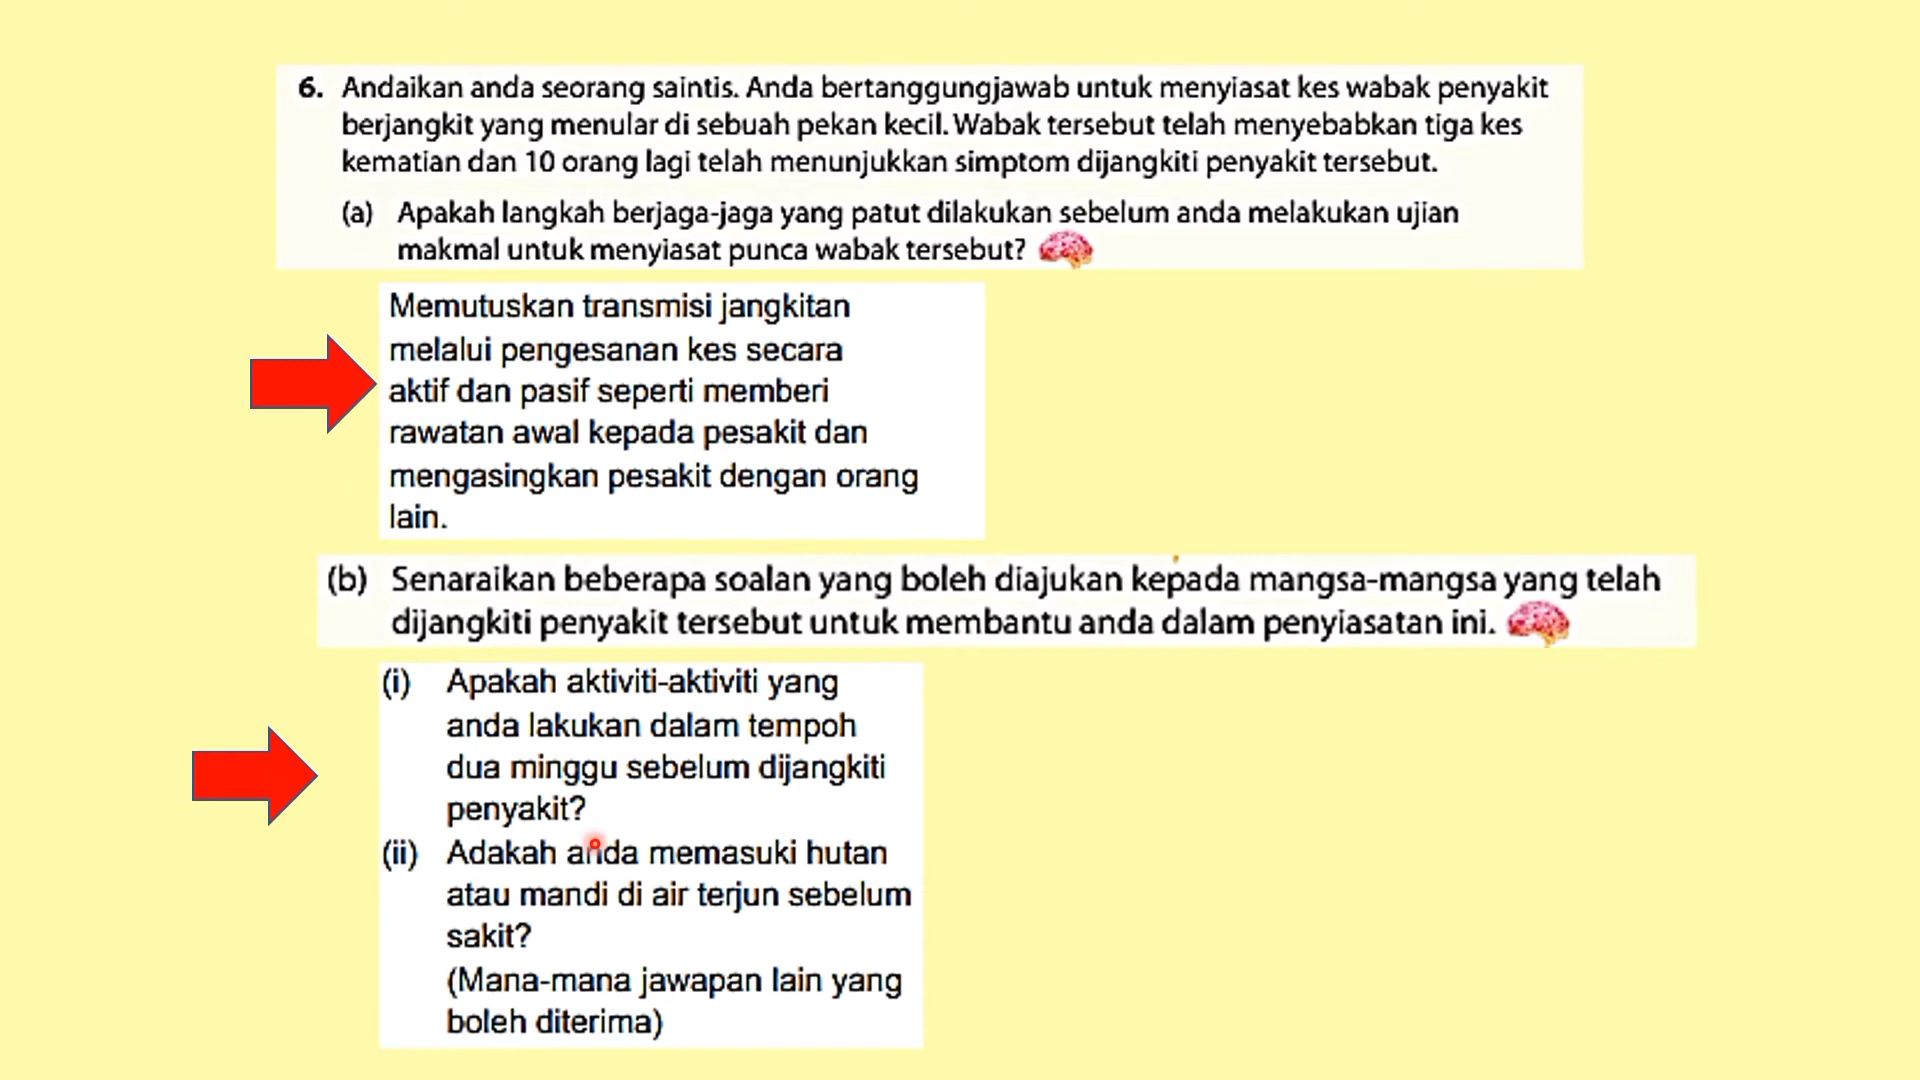 6. Andaikan anda seorang saintis. Anda bertanggungjawab untuk menyiasat kes wabak penyakit
berjangkit yang menular di sebuah pekan kecil. Wabak tersebut telah menyebabkan tiga kes
kematian dan 10 orang lagi telah menunjukkan simptom dijangkiti penyakit tersebut.
(a) Apakah langkah berjaga-jaga yang patut dilakukan sebelum anda melakukan ujian
makmal untuk menyiasat punca wabak tersebut?
Memutuskan transmisi jangkitan
melalui pengesanan kes secara
aktif dan pasif seperti memberi
rawatan awal kepada pesakit dan
mengasingkan pesakit dengan orang
lain.
(b) Senaraikan beberapa soalan yang boleh diajukan kepada mangsa-mangsa yang telah
dijangkiti penyakit tersebut untuk membantu anda dalam penyiasatan ini.
(i) Apakah aktiviti-aktiviti yang
anda lakukan dalam tempoh
dua minggu sebelum dijangkiti
penyakit?
(ii) Adakah anda memasuki hutan
atau mandi di air terjun sebelum
sakit?
(Mana-mana jawapan lain yang
boleh diterima)